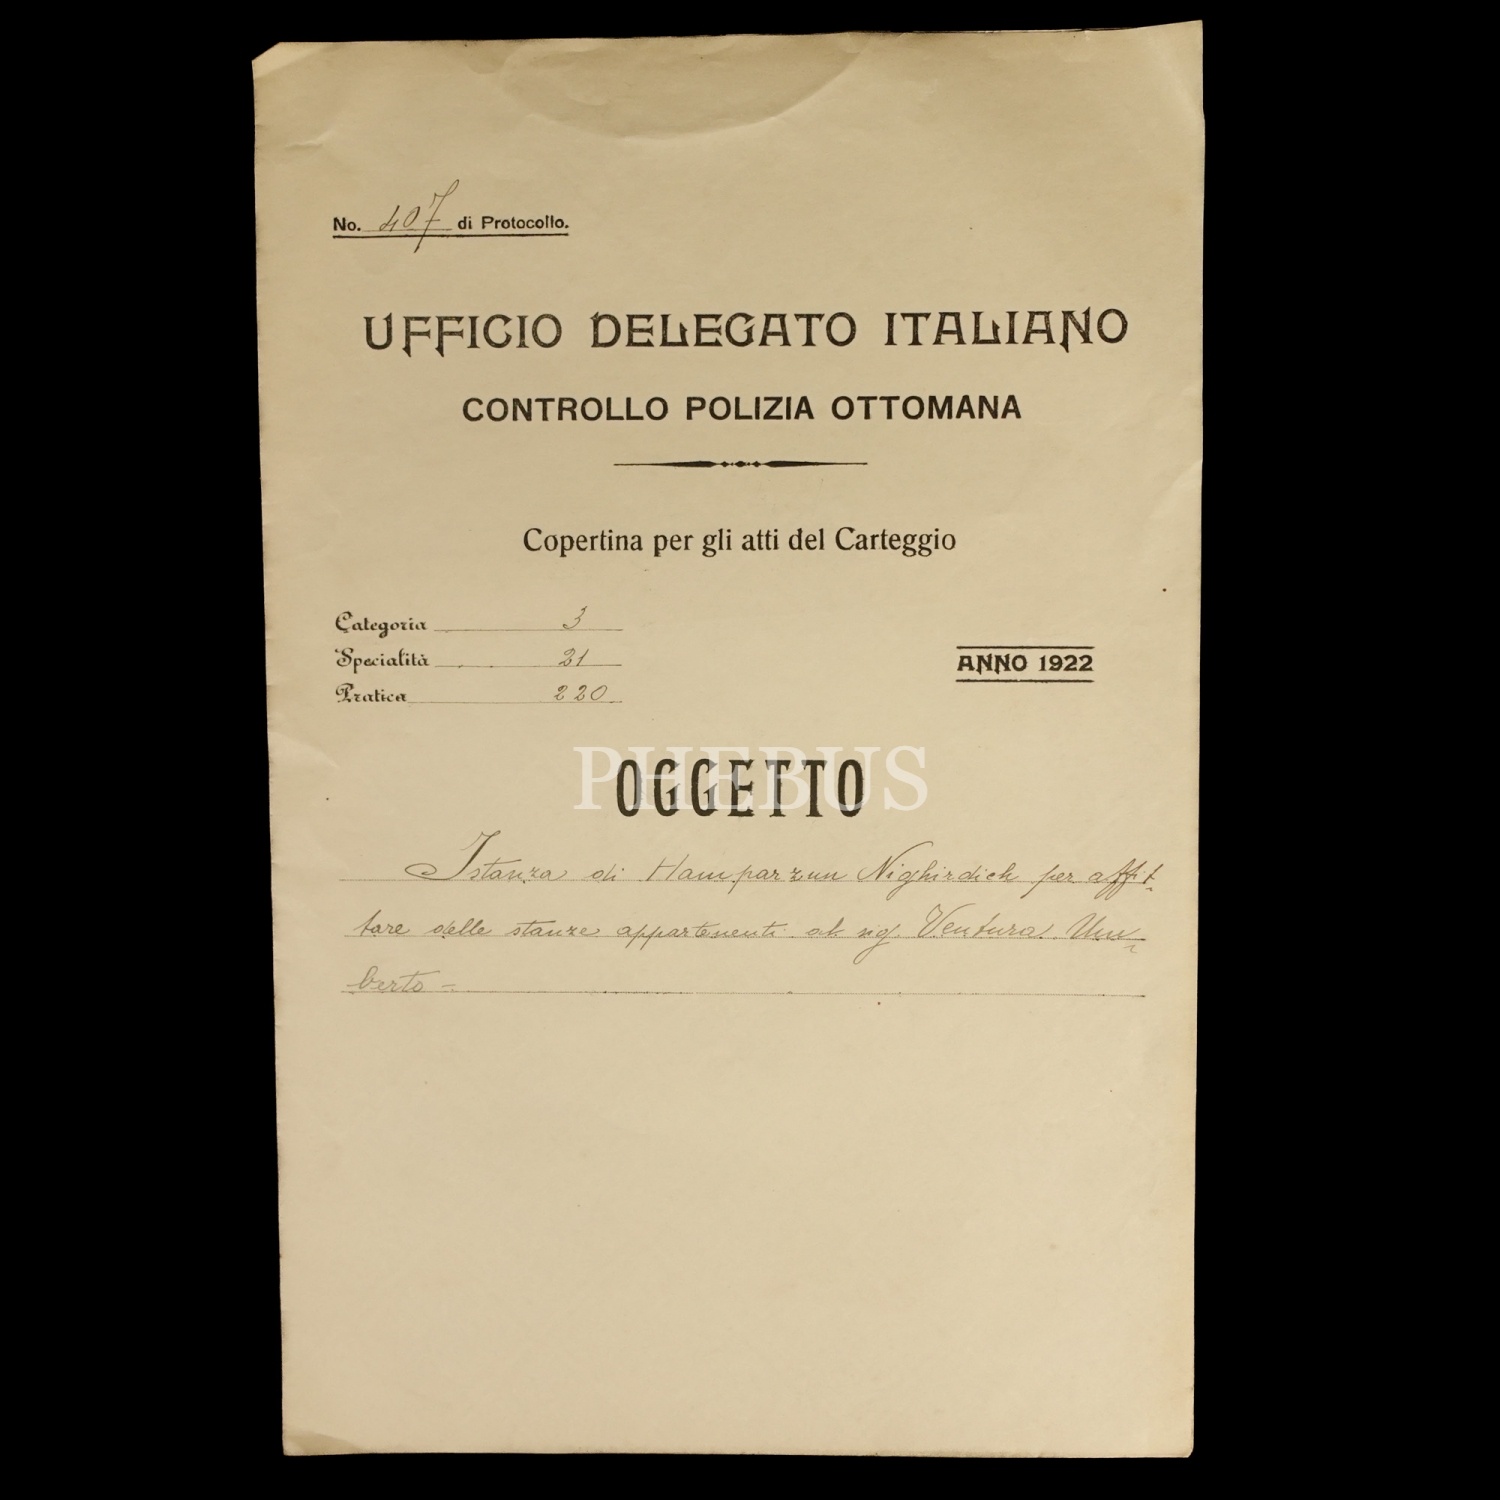 No. 407 di Protocollo.
UFFICIO DELEGATO ITALIANO
CONTROLLO POLIZIA OTTOMANA
Copertina per gli atti del Carteggio
Categoria 3
Specialità 21
Pratica 220
ANNO 1922
PHEBUS
OGGETTO
Istanza di Hamparzun Nighirdich per affit-
tare delle stanze appartenenti al sig. Ventura Um-
berto -